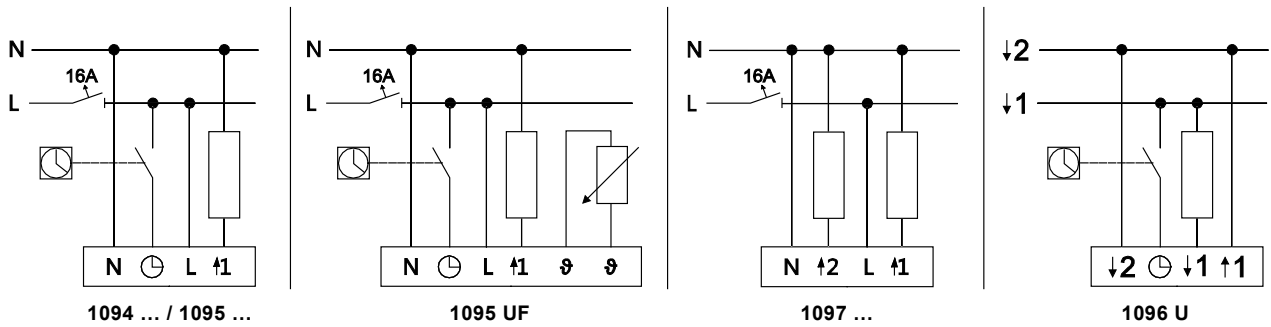 N
16A
L
N L ↑1
1094 ... / 1095 ...
N
16A
L
N L ↑1 ϑ ϑ
1095 UF
N
16A
L
N ↑2 L ↑1
1097 ...
↓2
↓1
↓2 ↓1 ↑1
1096 U